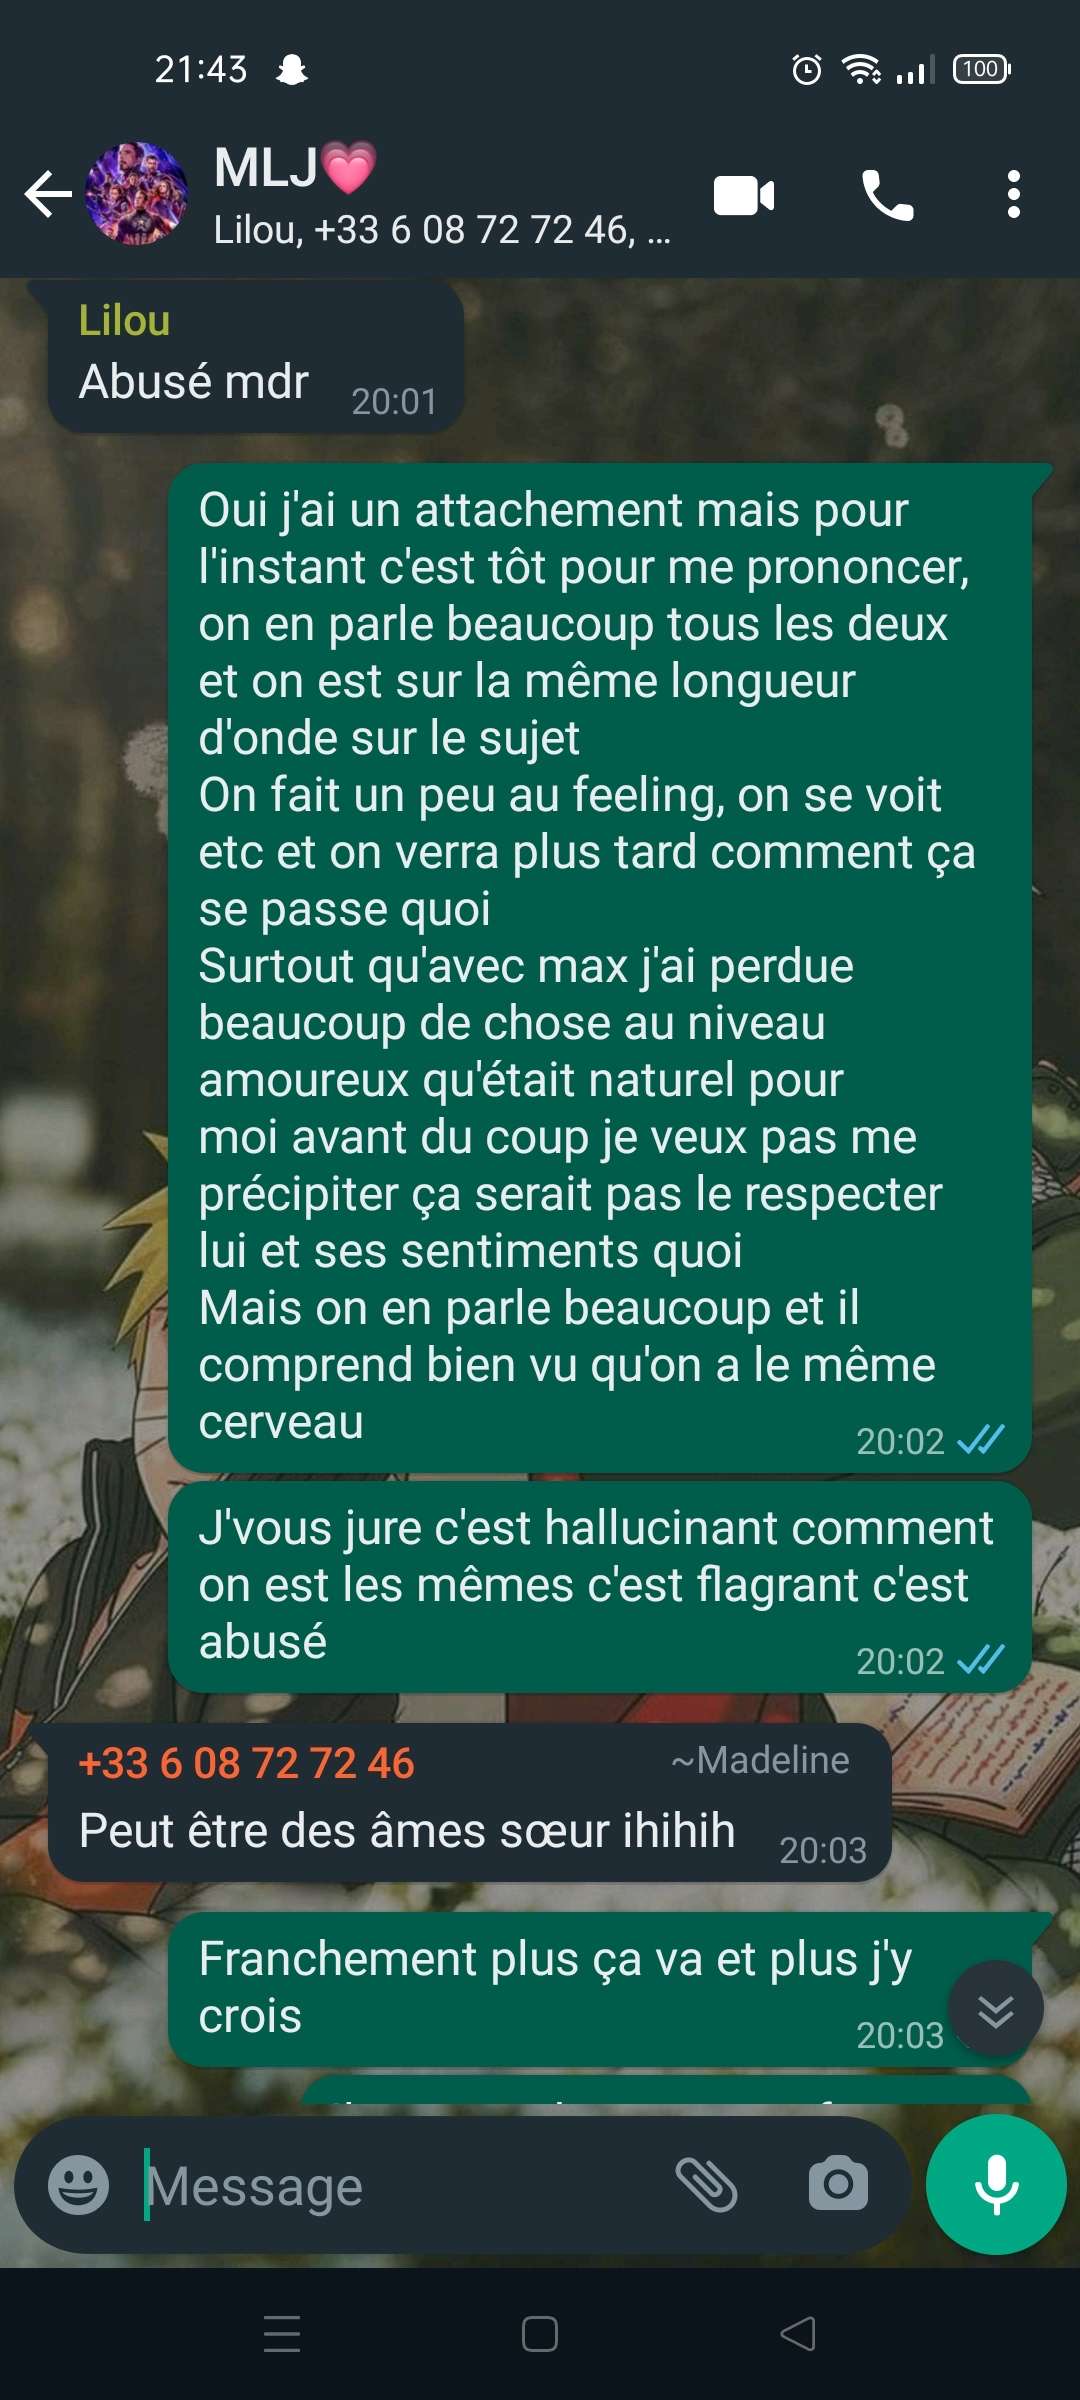 21:43
100
MLJ💗
Lilou, +33 6 08 72 72 46, ...
Lilou
Abusé mdr
20:01
Oui j'ai un attachement mais pour
l'instant c'est tôt pour me prononcer,
on en parle beaucoup tous les deux
et on est sur la même longueur
d'onde sur le sujet
On fait un peu au feeling, on se voit
etc et on verra plus tard comment ça
se passe quoi
Surtout qu'avec max j'ai perdue
beaucoup de chose au niveau
amoureux qu'était naturel pour
moi avant du coup je veux pas me
précipiter ça serait pas le respecter
lui et ses sentiments quoi
Mais on en parle beaucoup et il
comprend bien vu qu'on a le même
cerveau
20:02
J'vous jure c'est hallucinant comment
on est les mêmes c'est flagrant c'est
abusé
20:02
+33 6 08 72 72 46 ~Madeline
Peut être des âmes sœur ihihih
20:03
Franchement plus ça va et plus j'y
crois
20:03
Message